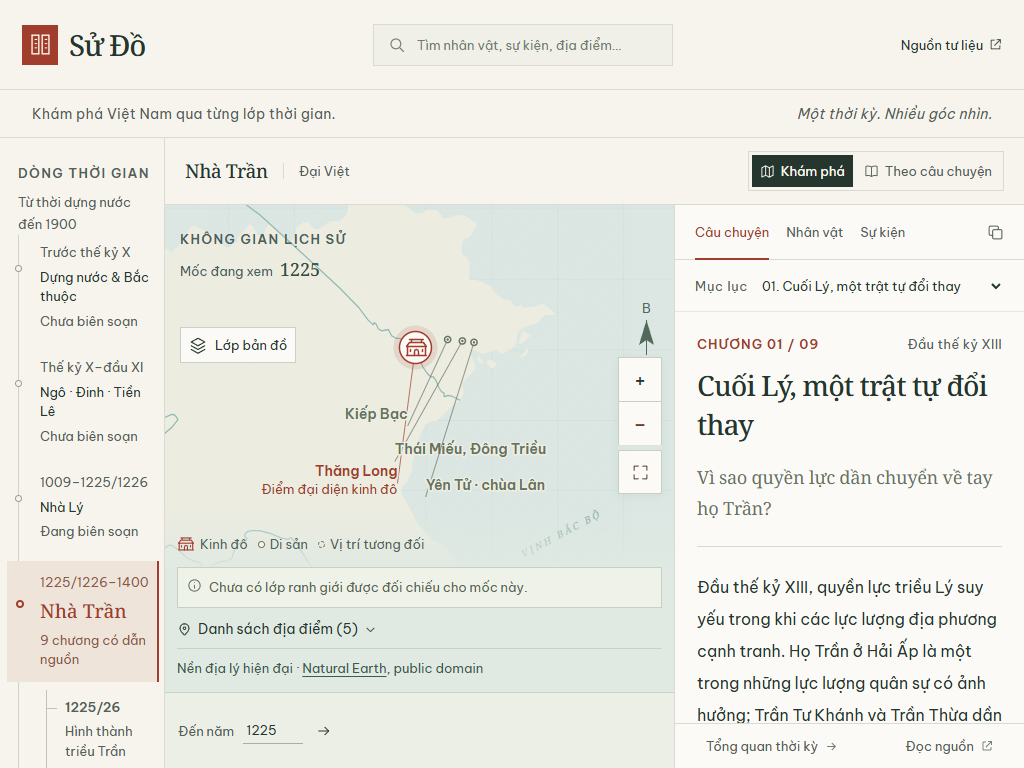 Sử Đồ
Tìm nhân vật, sự kiện, địa điểm...
Nguồn tư liệu
Khám phá Việt Nam qua từng lớp thời gian.
Một thời kỳ. Nhiều góc nhìn.
DÒNG THỜI GIAN
Từ thời dựng nước
đến 1900
Trước thế kỷ X
Dựng nước & Bắc
thuộc
Chưa biên soạn
Thế kỷ X–đầu XI
Ngô · Đinh · Tiền
Lê
Chưa biên soạn
1009–1225/1226
Nhà Lý
Đang biên soạn
1225/1226–1400
Nhà Trần
9 chương có dẫn
nguồn
1225/26
Hình thành
triều Trần
Nhà Trần
Đại Việt
Khám phá
Theo câu chuyện
KHÔNG GIAN LỊCH SỬ
Mốc đang xem 1225
Lớp bản đồ
B
+
−
Kiếp Bạc
Thái Miếu, Đông Triều
Thăng Long
Điểm đại diện kinh đô
Yên Tử · chùa Lân
VỊNH BẮC BỘ
Kinh đô
Di sản
Vị trí tương đối
Chưa có lớp ranh giới được đối chiếu cho mốc này.
Danh sách địa điểm (5)
Nền địa lý hiện đại · Natural Earth, public domain
Đến năm 1225 →
Câu chuyện
Nhân vật
Sự kiện
Mục lục
01. Cuối Lý, một trật tự đổi thay
CHƯƠNG 01 / 09
Đầu thế kỷ XIII
Cuối Lý, một trật tự đổi
thay
Vì sao quyền lực dần chuyển về tay
họ Trần?
Đầu thế kỷ XIII, quyền lực triều Lý suy
yếu trong khi các lực lượng địa phương
cạnh tranh. Họ Trần ở Hải Ấp là một
trong những lực lượng quân sự có ảnh
hưởng; Trần Tự Khánh và Trần Thừa dần
Tổng quan thời kỳ →
Đọc nguồn